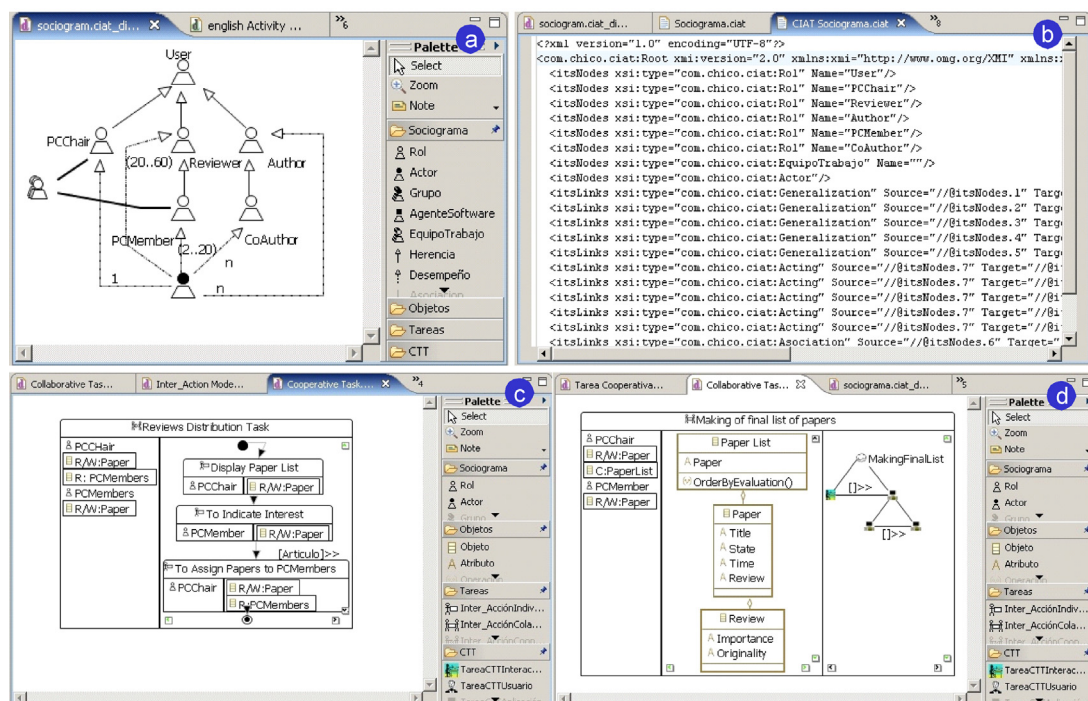 sociogram.ciat_di...
english Activity ...
»6
a
Palette
Select
Zoom
Note
Sociograma
Rol
Actor
Grupo
AgenteSoftware
EquipoTrabajo
Herencia
Desempeño
Asociacion
Objetos
Tareas
CTT
User
PCChair
(20..60)
Reviewer
Author
PCMember
(2..20)
CoAuthor
1
n
n
sociogram.ciat_di...
Sociograma.ciat
CIAT Sociograma.ciat
»8
b
<?xml version="1.0" encoding="UTF-8"?>
<com.chico.ciat:Root xmi:version="2.0" xmlns:xmi="http://www.omg.org/XMI" xmlns:
<itsNodes xsi:type="com.chico.ciat:Rol" Name="User"/>
<itsNodes xsi:type="com.chico.ciat:Rol" Name="PCChair"/>
<itsNodes xsi:type="com.chico.ciat:Rol" Name="Reviewer"/>
<itsNodes xsi:type="com.chico.ciat:Rol" Name="Author"/>
<itsNodes xsi:type="com.chico.ciat:Rol" Name="PCMember"/>
<itsNodes xsi:type="com.chico.ciat:Rol" Name="CoAuthor"/>
<itsNodes xsi:type="com.chico.ciat:EquipoTrabajo" Name=""/>
<itsNodes xsi:type="com.chico.ciat:Actor"/>
<itsLinks xsi:type="com.chico.ciat:Generalization" Source="//@itsNodes.1" Targe
<itsLinks xsi:type="com.chico.ciat:Generalization" Source="//@itsNodes.2" Targe
<itsLinks xsi:type="com.chico.ciat:Generalization" Source="//@itsNodes.3" Targe
<itsLinks xsi:type="com.chico.ciat:Generalization" Source="//@itsNodes.4" Targe
<itsLinks xsi:type="com.chico.ciat:Generalization" Source="//@itsNodes.5" Targe
<itsLinks xsi:type="com.chico.ciat:Acting" Source="//@itsNodes.7" Target="//@it
<itsLinks xsi:type="com.chico.ciat:Acting" Source="//@itsNodes.7" Target="//@it
<itsLinks xsi:type="com.chico.ciat:Acting" Source="//@itsNodes.7" Target="//@it
<itsLinks xsi:type="com.chico.ciat:Acting" Source="//@itsNodes.7" Target="//@it
<itsLinks xsi:type="com.chico.ciat:Acting" Source="//@itsNodes.7" Target="//@it
<itsLinks xsi:type="com.chico.ciat:Asociation" Source="//@itsNodes.6" Target="
Collaborative Tas...
Inter_Action Mode...
Cooperative Task....
»4
c
Palette
Select
Zoom
Note
Sociograma
Rol
Actor
Grupo
Objetos
Objeto
Atributo
Tareas
Inter_AcciónIndiv...
Inter_AcciónCola...
CTT
TareaCTTInterac...
TareaCTTUsuario
Reviews Distribution Task
PCCHair
R/W:Paper
R: PCMembers
PCMembers
R/W:Paper
Display Paper List
PCChair
R/W:Paper
To Indicate Interest
PCMember
R/W:Paper
[Articulo]>>
To Assign Papers to PCMembers
PCChair
R/W:Paper
R:PCMembers
Tarea Cooperativa...
Collaborative Tas...
sociograma.ciat_d...
»5
d
Palette
Select
Zoom
Note
Sociograma
Rol
Actor
Grupo
Objetos
Objeto
Atributo
Tareas
Inter_AcciónIndiv...
Inter_AcciónCola...
CTT
TareaCTTInterac...
TareaCTTUsuario
Making of final list of papers
PCChair
R/W:Paper
C:PaperList
PCMember
R/W:Paper
Paper List
Paper
OrderByEvaluation()
Paper
Title
State
Time
Review
Review
Importance
Originality
MakingFinalList
[]>>
[]>>